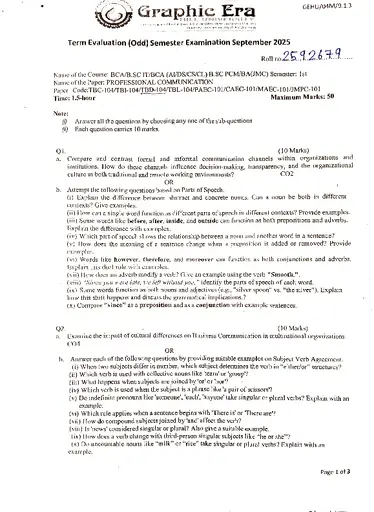 GEHU/04M/9.1.3
Graphic Era
Term Evaluation (Odd) Semester Examination September 2025
Roll no. 2592679
Name of the Course: BCA/B.SC IT/BCA (AI/DS/CS/CL) B.SC PCM/BA(JMC) Semester: 1st
Name of the Paper: PROFESSIONAL COMMUNICATION
Paper Code:TBC-104/TBI-104/TBD-104/TBL-104/PAEC-101/CAEC-101/MAEC-101/JMPC-101
Time: 1.5-hour Maximum Marks: 50
Note:
(i) Answer all the questions by choosing any one of the sub-questions
(ii) Each question carries 10 marks.
Q1. (10 Marks)
a. Compare and contrast formal and informal communication channels within organizations and
institutions. How do these channels influence decision-making, transparency, and the organizational
culture in both traditional and remote working environments? CO2
OR
b. Attempt the following questions based on Parts of Speech.
(i) Explain the difference between abstract and concrete nouns. Can a noun be both in different
contexts? Give examples.
(ii) How can a single word function as different parts of speech in different contexts? Provide examples.
(iii) Some words like before, after, inside, and outside can function as both prepositions and adverbs.
Explain the difference with examples.
(iv) Which part of speech shows the relationship between a noun and another word in a sentence?
(v) How does the meaning of a sentence change when a preposition is added or removed? Provide
examples.
(vi) Words like however, therefore, and moreover can function as both conjunctions and adverbs.
Explain their dual role with examples.
(vii) How does an adverb modify a verb? Give an example using the verb "Smooth,".
(viii) "Since you were late, we left without you," identify the parts of speech of each word.
(ix) Some words function as both nouns and adjectives (e.g., "silver spoon" vs. "the silver"). Explain
how this shift happens and discuss the grammatical implications.?
(x) Compare "since" as a preposition and as a conjunction with example sentences.
Q2. (10 Marks)
a. Examine the impact of cultural differences on Business Communication in multinational organizations.
CO4
OR
b. Answer each of the following questions by providing suitable examples on Subject Verb Agreement.
(i) When two subjects differ in number, which subject determines the verb in "either/or" structures?
(ii) Which verb is used with collective nouns like 'team' or 'group'?
(iii) What happens when subjects are joined by 'or' or 'nor'?
(iv) Which verb is used when the subject is a phrase like 'a pair of scissors'?
(v) Do indefinite pronouns like 'someone', 'each', 'anyone' take singular or plural verbs? Explain with an
example.
(vi) Which rule applies when a sentence begins with 'There is' or 'There are'?
(vii) How do compound subjects joined by 'and' affect the verb?
(viii) Is 'news' considered singular or plural? Also give a suitable example.
(ix) How does a verb change with third-person singular subjects like "he or she"?
(x) Do uncountable nouns like "milk" or "rice" take singular or plural verbs? Explain with an
example.
Page 1 of 3